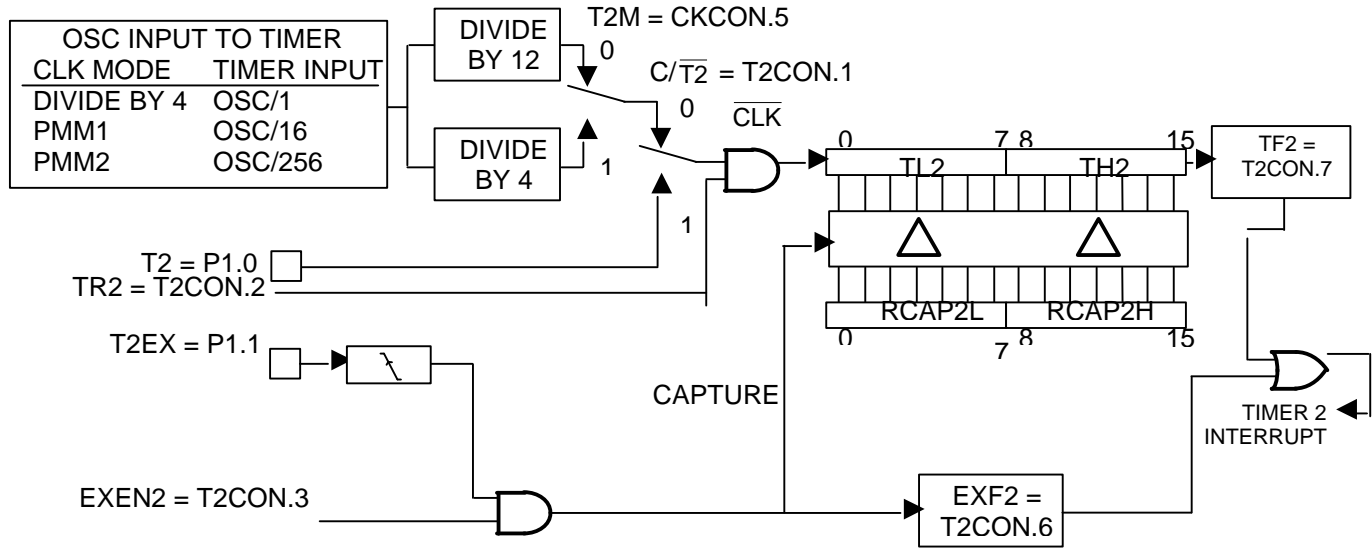 T2M = CKCON.5
OSC INPUT TO TIMER
CLK MODE TIMER INPUT
DIVIDE BY 4 OSC/1
PMM1 OSC/16
PMM2 OSC/256
DIVIDE
BY 12
0
DIVIDE
BY 4
1
C/T2 = T2CON.1
0
1
CLK
0 7 8 15
TL2 TH2
TF2 =
T2CON.7
T2 = P1.0
TR2 = T2CON.2
RCAP2L RCAP2H
0 7 8 15
T2EX = P1.1
CAPTURE
TIMER 2
INTERRUPT
EXEN2 = T2CON.3
EXF2 =
T2CON.6